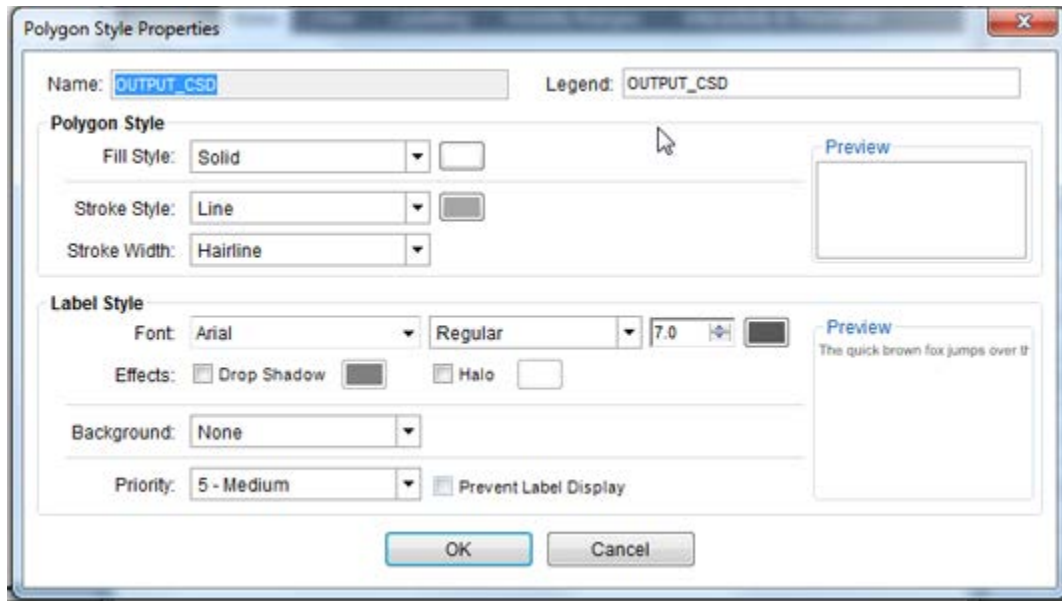 Polygon Style Properties
Name: OUTPUT_CSD Legend: OUTPUT_CSD
Polygon Style
Fill Style: Solid
Preview
Stroke Style: Line
Stroke Width: Hairline
Label Style
Font: Arial Regular 7.0
Preview
The quick brown fox jumps over th
Effects: Drop Shadow Halo
Background: None
Priority: 5 - Medium Prevent Label Display
OK Cancel